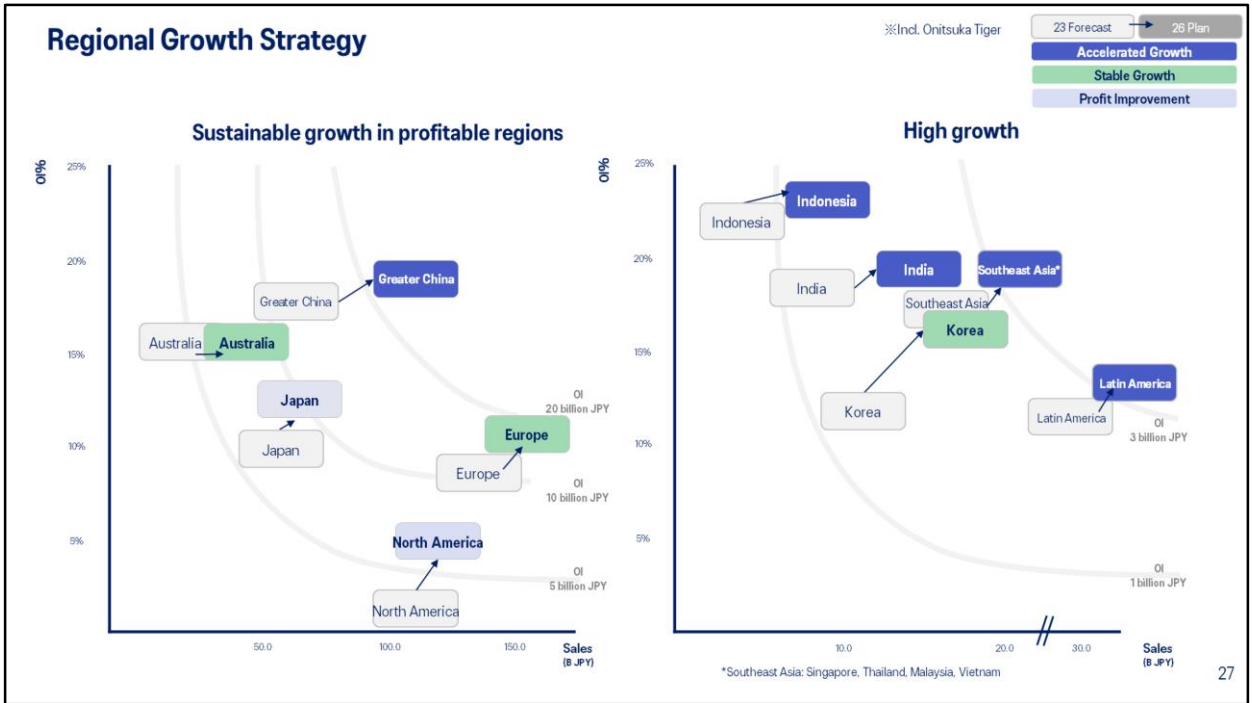 Regional Growth Strategy
※Incl. Onitsuka Tiger
23 Forecast
26 Plan
Accelerated Growth
Stable Growth
Profit Improvement
Sustainable growth in profitable regions
OI%
25%
20%
15%
10%
5%
Greater China
Greater China
Australia
Australia
Japan
Japan
Europe
Europe
North America
North America
OI
20 billion JPY
OI
10 billion JPY
OI
5 billion JPY
50.0
100.0
150.0
Sales
(B JPY)
High growth
OI%
25%
20%
15%
10%
5%
Indonesia
Indonesia
India
India
Southeast Asia*
Southeast Asia
Korea
Korea
Latin America
Latin America
OI
3 billion JPY
OI
1 billion JPY
10.0
20.0
30.0
Sales
(B JPY)
*Southeast Asia: Singapore, Thailand, Malaysia, Vietnam
27